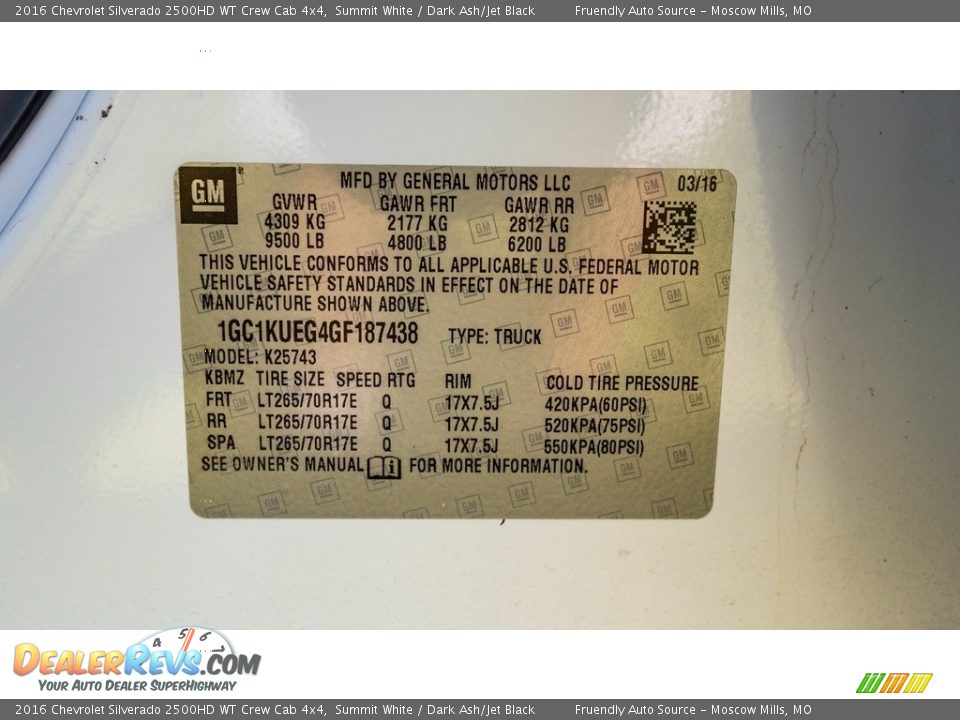 2016 Chevrolet Silverado 2500HD WT Crew Cab 4x4,  Summit White / Dark Ash/Jet Black    Fruendly Auto Source - Moscow Mills, MO
GM MFD BY GENERAL MOTORS LLC 03/16
GVWR GAWR FRT GAWR RR
4309 KG 2177 KG 2812 KG
9500 LB 4800 LB 6200 LB
THIS VEHICLE CONFORMS TO ALL APPLICABLE U.S. FEDERAL MOTOR
VEHICLE SAFETY STANDARDS IN EFFECT ON THE DATE OF
MANUFACTURE SHOWN ABOVE.
1GC1KUEG4GF187438 TYPE: TRUCK
MODEL: K25743
KBMZ TIRE SIZE SPEED RTG RIM COLD TIRE PRESSURE
FRT LT265/70R17E Q 17X7.5J 420KPA(60PSI)
RR LT265/70R17E Q 17X7.5J 520KPA(75PSI)
SPA LT265/70R17E Q 17X7.5J 550KPA(80PSI)
SEE OWNER'S MANUAL FOR MORE INFORMATION.
4 5 6 7
DEALERREVS.COM
YOUR AUTO DEALER SUPERHIGHWAY
2016 Chevrolet Silverado 2500HD WT Crew Cab 4x4,  Summit White / Dark Ash/Jet Black    Fruendly Auto Source - Moscow Mills, MO